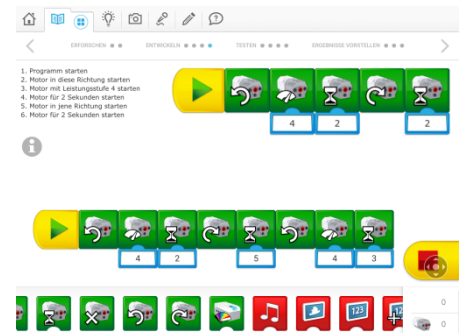 ERFORSCHEN
ENTWICKELN
TESTEN
ERGEBNISSE VORSTELLEN
1. Programm starten
2. Motor in diese Richtung starten
3. Motor mit Leistungsstufe 4 starten
4. Motor für 2 Sekunden starten
5. Motor in jene Richtung starten
6. Motor für 2 Sekunden starten
4 2 2
4 2 5 4 3
123
123
0
0